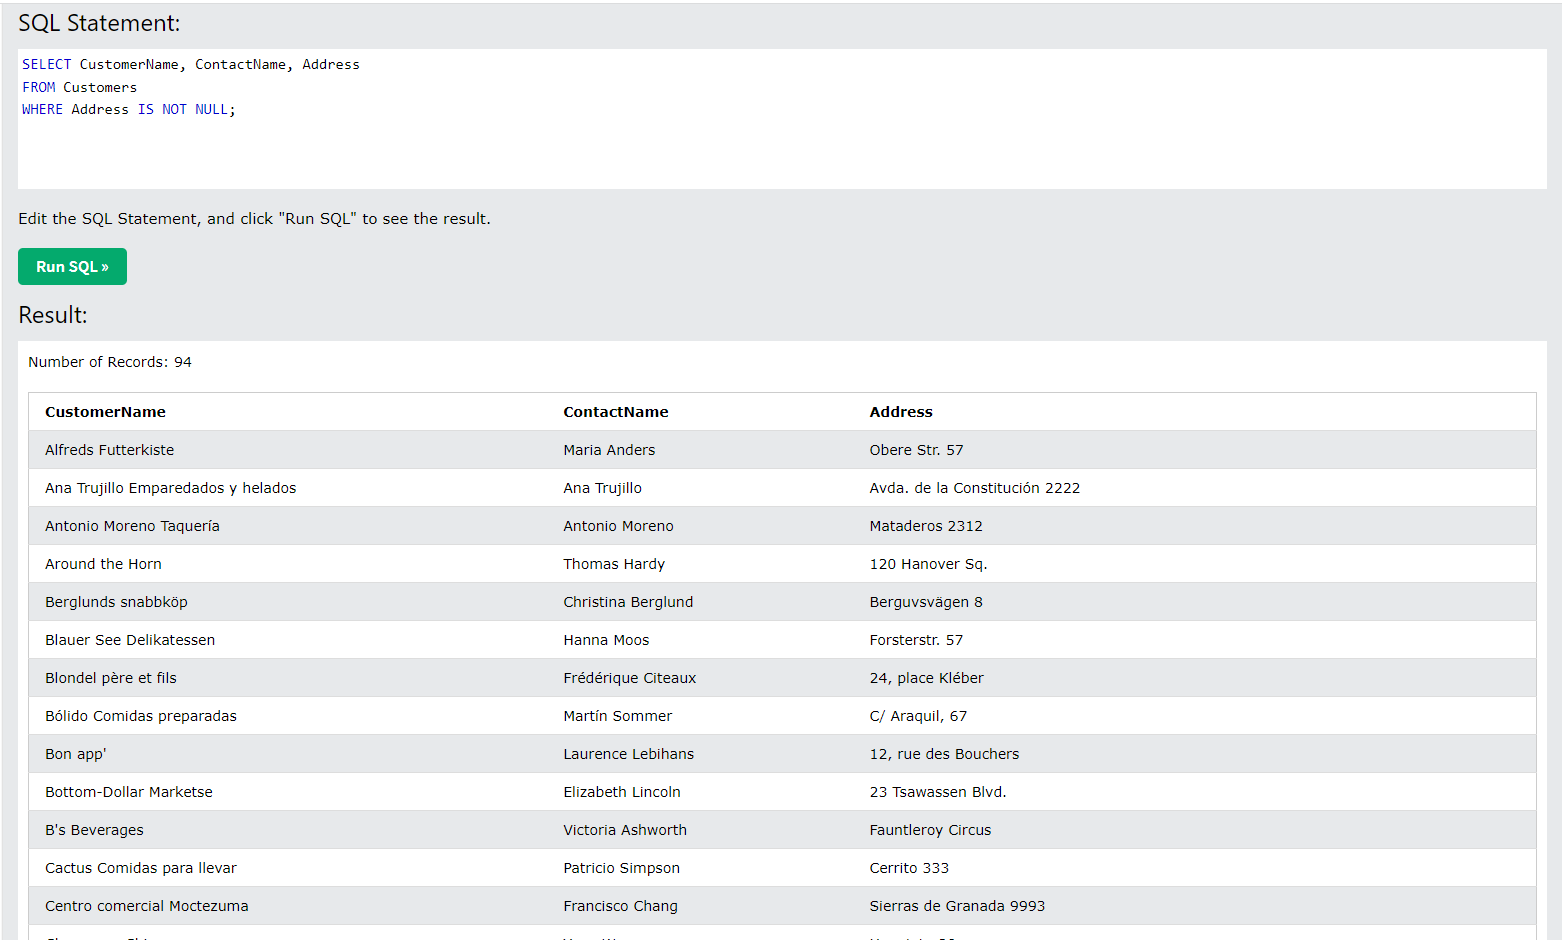 SQL Statement:
SELECT CustomerName, ContactName, Address
FROM Customers
WHERE Address IS NOT NULL;
Edit the SQL Statement, and click "Run SQL" to see the result.
Run SQL »
Result:
Number of Records: 94
CustomerName ContactName Address
Alfreds Futterkiste Maria Anders Obere Str. 57
Ana Trujillo Emparedados y helados Ana Trujillo Avda. de la Constitución 2222
Antonio Moreno Taquería Antonio Moreno Mataderos 2312
Around the Horn Thomas Hardy 120 Hanover Sq.
Berglunds snabbköp Christina Berglund Berguvsvägen 8
Blauer See Delikatessen Hanna Moos Forsterstr. 57
Blondel père et fils Frédérique Citeaux 24, place Kléber
Bólido Comidas preparadas Martín Sommer C/ Araquil, 67
Bon app' Laurence Lebihans 12, rue des Bouchers
Bottom-Dollar Marketse Elizabeth Lincoln 23 Tsawassen Blvd.
B's Beverages Victoria Ashworth Fauntleroy Circus
Cactus Comidas para llevar Patricio Simpson Cerrito 333
Centro comercial Moctezuma Francisco Chang Sierras de Granada 9993